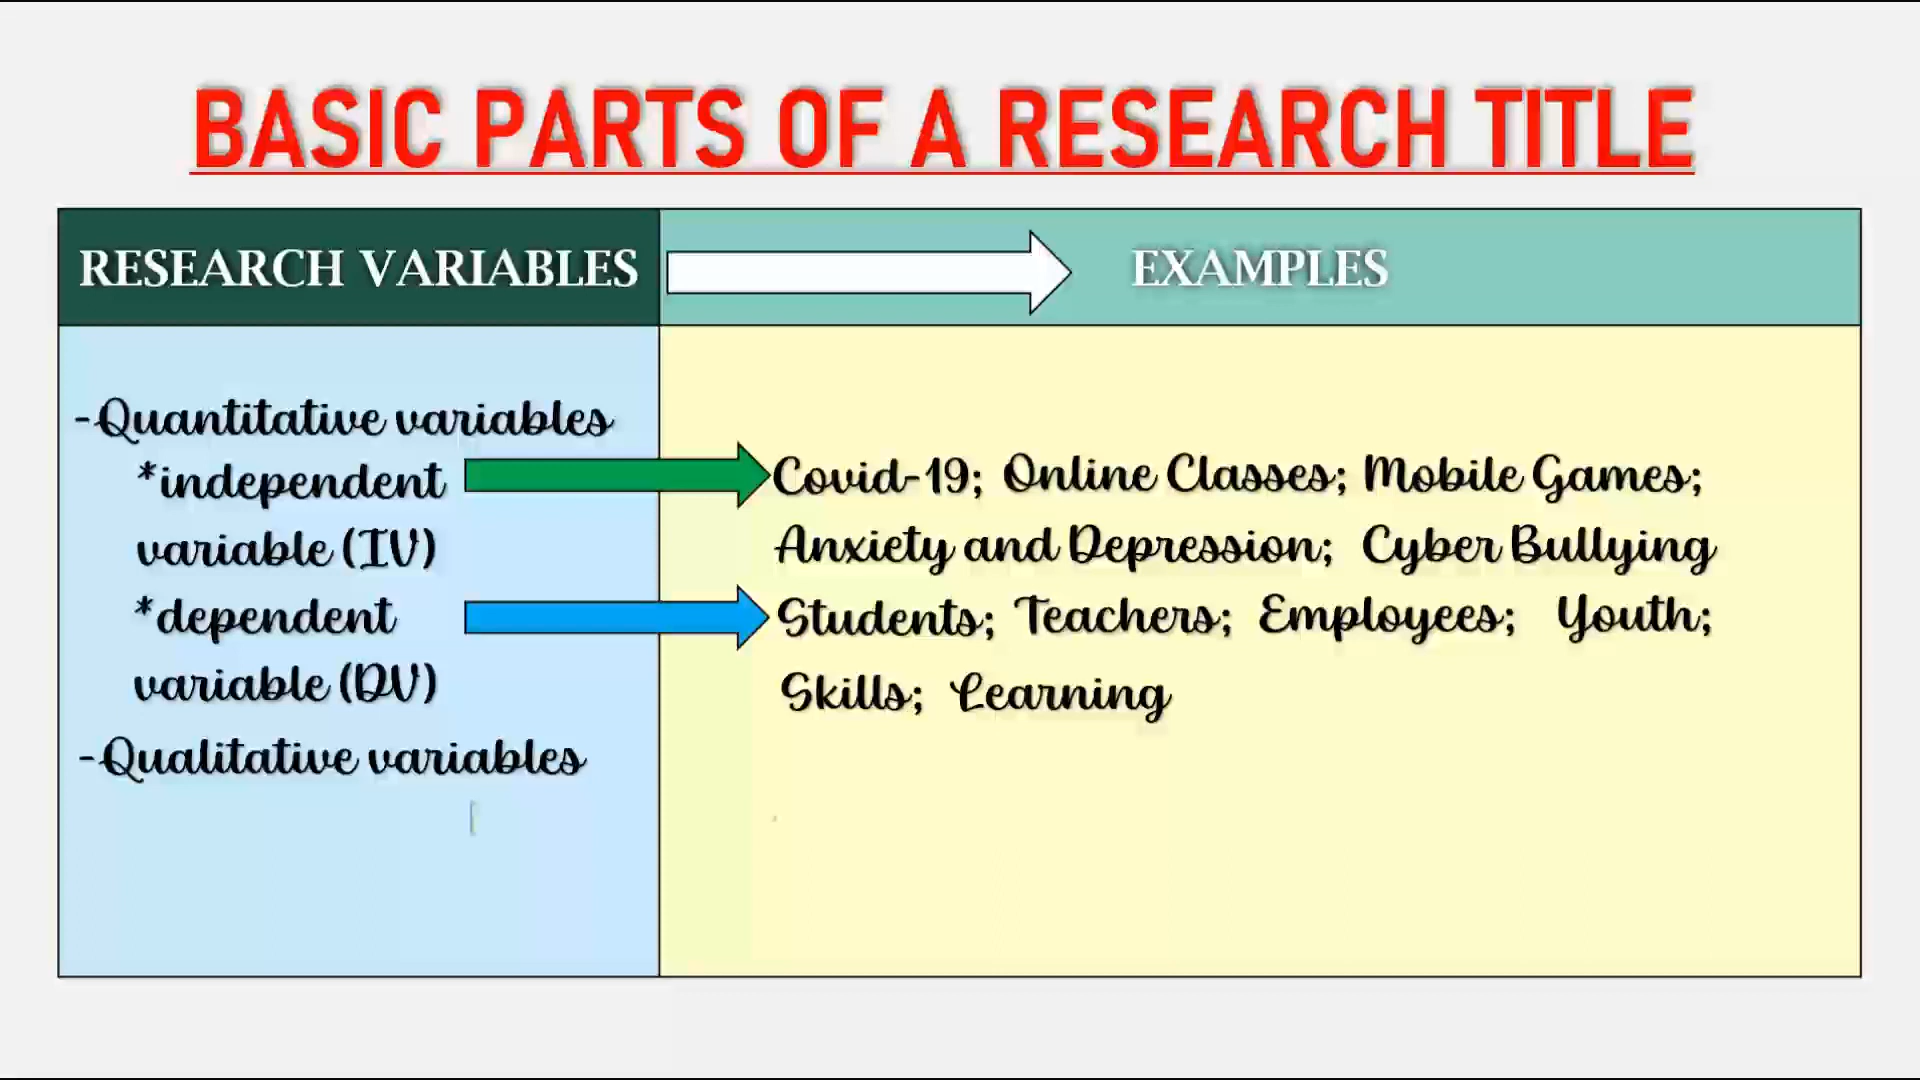 BASIC PARTS OF A RESEARCH TITLE
RESEARCH VARIABLES
EXAMPLES
-Quantitative variables
*independent
variable (IV)
*dependent
variable (DV)
-Qualitative variables
Covid-19; Online Classes; Mobile Games;
Anxiety and Depression; Cyber Bullying
Students; Teachers; Employees; Youth;
Skills; Learning